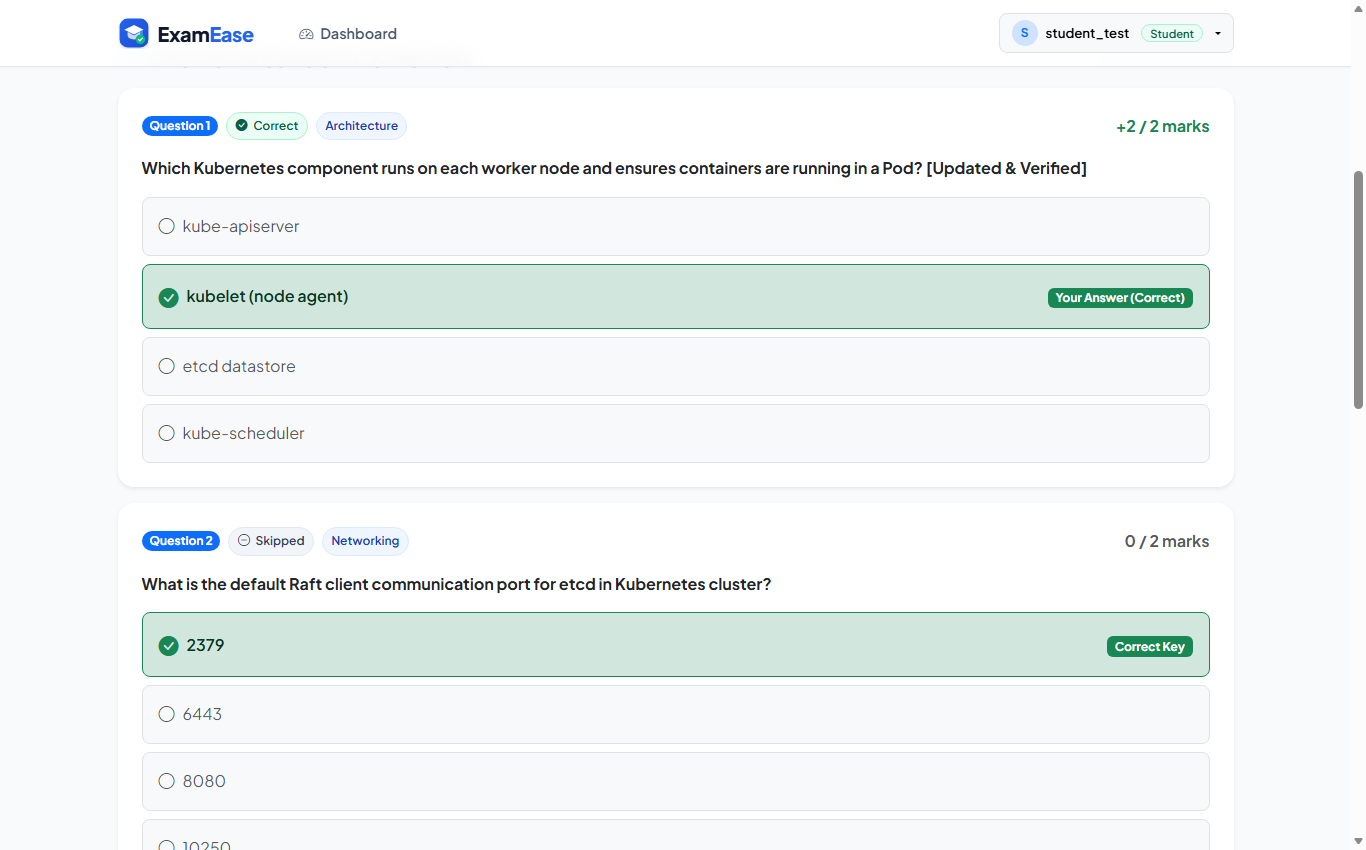 ExamEase
Dashboard
S student_test Student
Question 1 Correct Architecture +2 / 2 marks
Which Kubernetes component runs on each worker node and ensures containers are running in a Pod? [Updated & Verified]
kube-apiserver
kubelet (node agent) Your Answer (Correct)
etcd datastore
kube-scheduler
Question 2 Skipped Networking 0 / 2 marks
What is the default Raft client communication port for etcd in Kubernetes cluster?
2379 Correct Key
6443
8080
10250